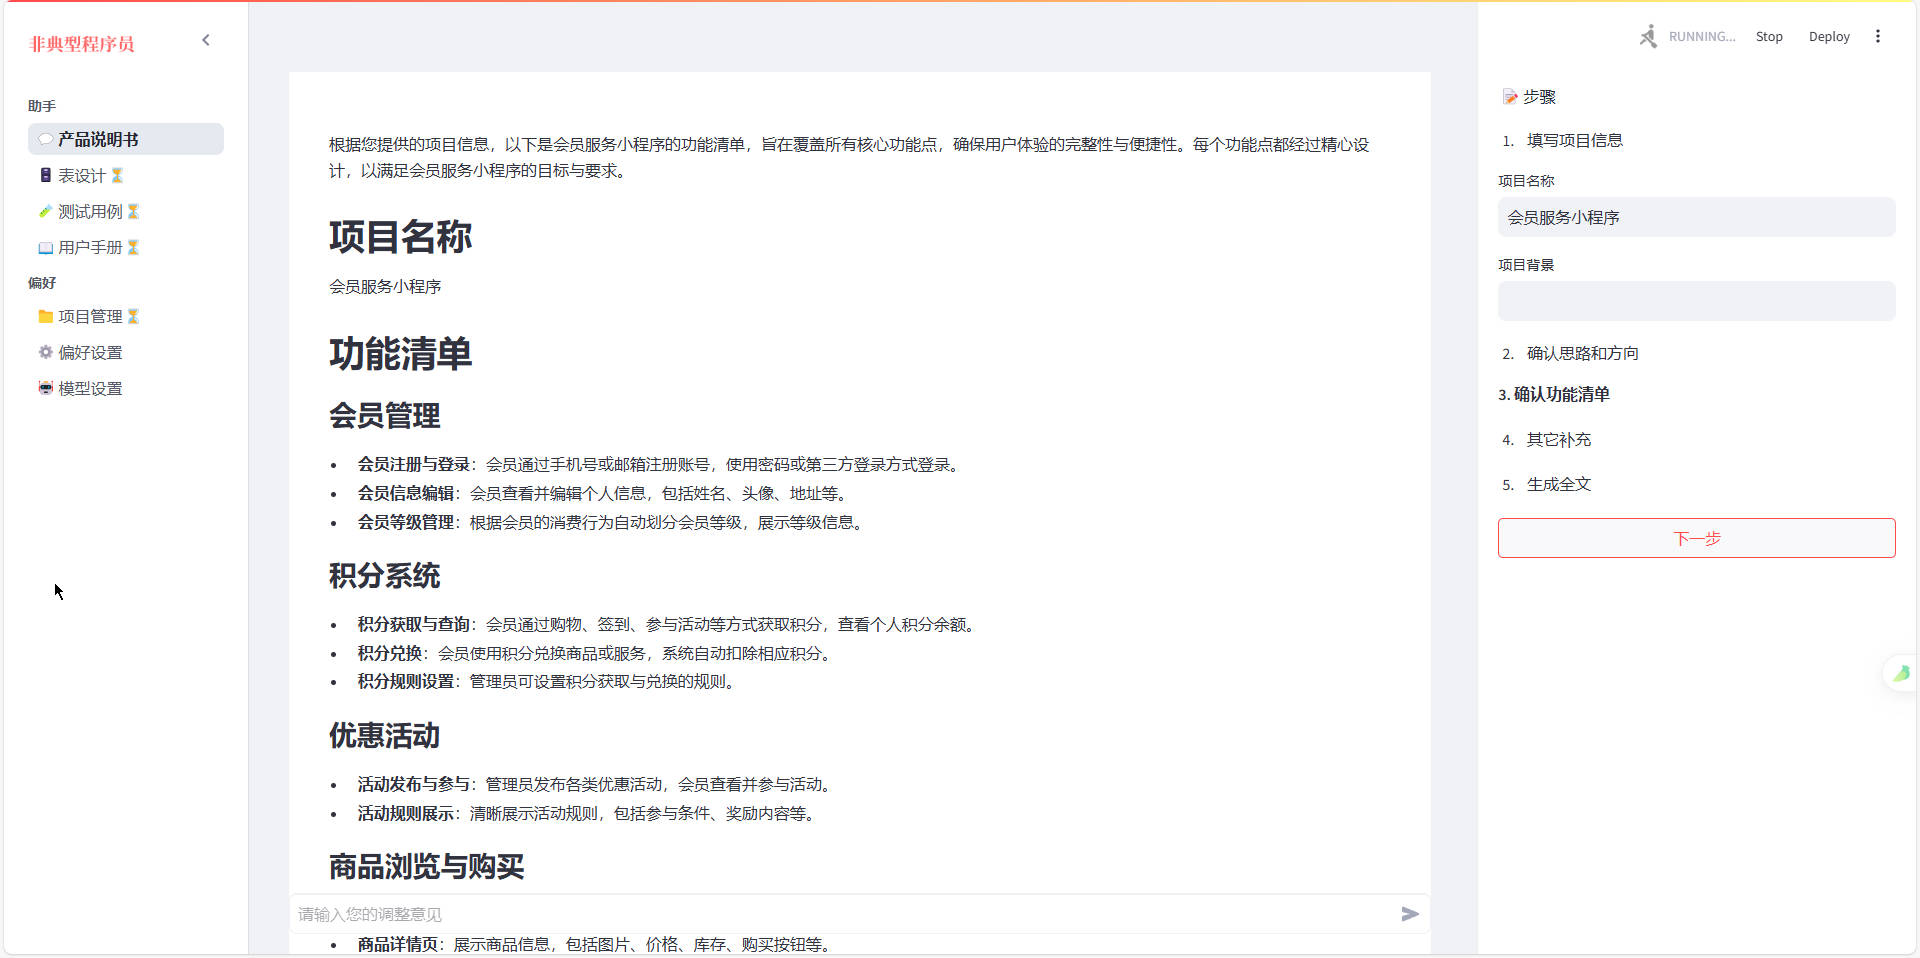 非典型程序员
助手
产品说明书
表设计
测试用例
用户手册
偏好
项目管理
偏好设置
模型设置
根据您提供的项目信息，以下是会员服务小程序的功能清单，旨在覆盖所有核心功能点，确保用户体验的完整性与便捷性。每个功能点都经过精心设
计，以满足会员服务小程序的目标与要求。
项目名称
会员服务小程序
功能清单
会员管理
• 会员注册与登录：会员通过手机号或邮箱注册账号，使用密码或第三方登录方式登录。
• 会员信息编辑：会员查看并编辑个人信息，包括姓名、头像、地址等。
• 会员等级管理：根据会员的消费行为自动划分会员等级，展示等级信息。
积分系统
• 积分获取与查询：会员通过购物、签到、参与活动等方式获取积分，查看个人积分余额。
• 积分兑换：会员使用积分兑换商品或服务，系统自动扣除相应积分。
• 积分规则设置：管理员可设置积分获取与兑换的规则。
优惠活动
• 活动发布与参与：管理员发布各类优惠活动，会员查看并参与活动。
• 活动规则展示：清晰展示活动规则，包括参与条件、奖励内容等。
商品浏览与购买
请输入您的调整意见
• 商品详情页：展示商品信息，包括图片、价格、库存、购买按钮等。
RUNNING...
Stop
Deploy
步骤
1. 填写项目信息
项目名称
会员服务小程序
项目背景
2. 确认思路和方向
3. 确认功能清单
4. 其它补充
5. 生成全文
下一步